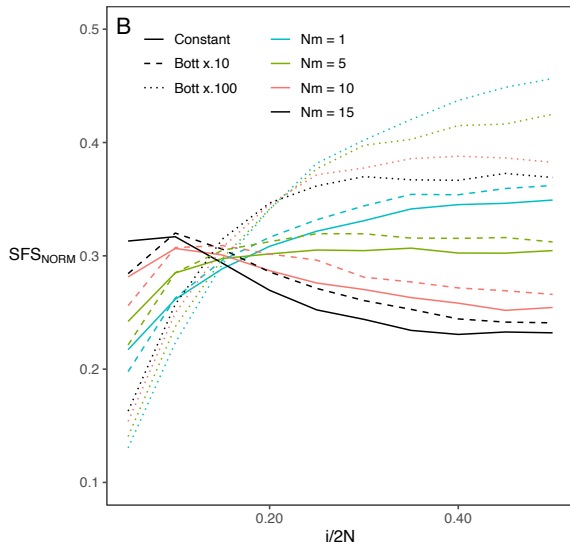 B
Constant
Bott x.10
Bott x.100
Nm = 1
Nm = 5
Nm = 10
Nm = 15
0.5
0.4
0.3
0.2
0.1
SFSNORM
0.20
0.40
i/2N